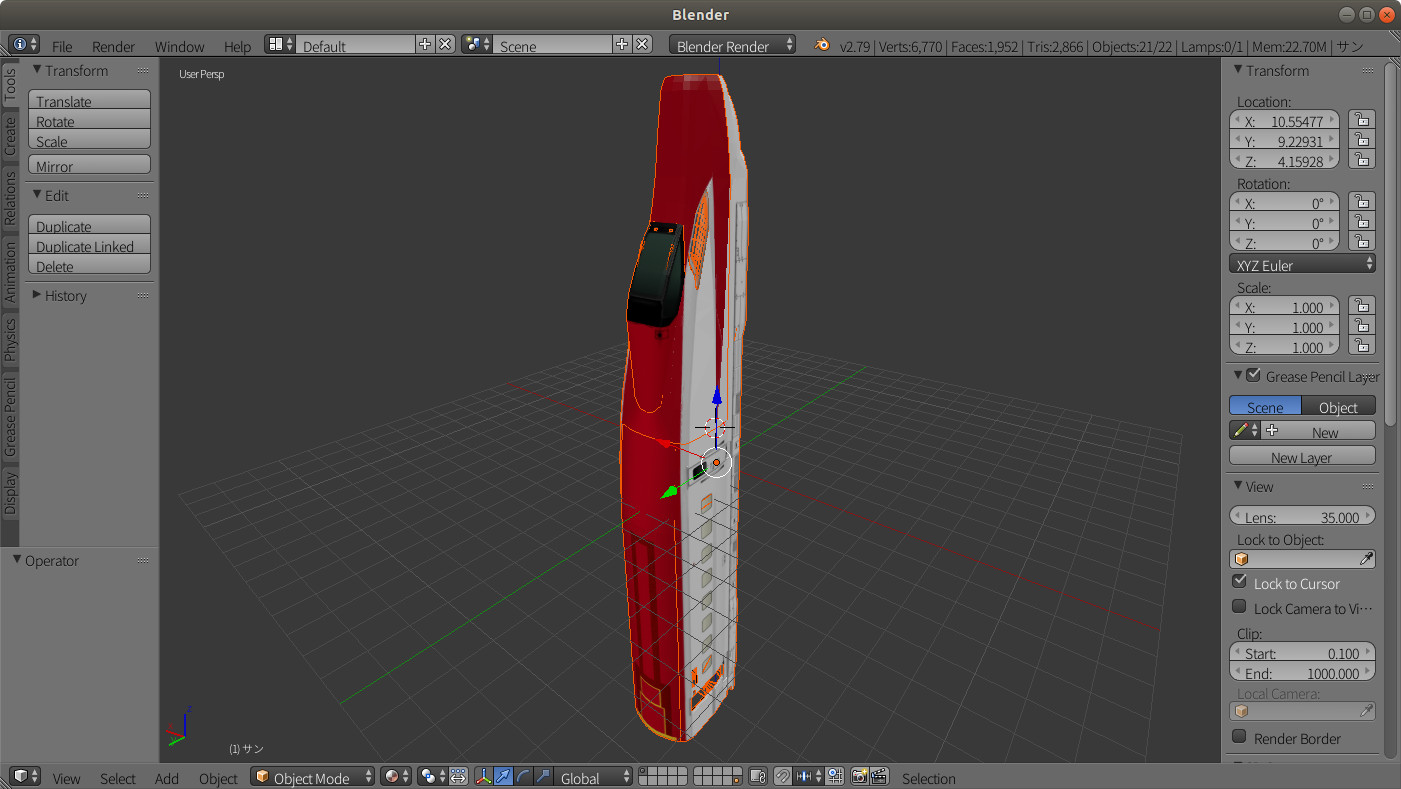 Blender
File Render Window Help Default Scene Blender Render v2.79 | Verts:6,770 | Faces:1,952 | Tris:2,866 | Objects:21/22 | Lamps:0/1 | Mem:22.70M | サン
Tools
Create
Relations
Animation
Physics
Grease Pencil
Display
Transform
Translate
Rotate
Scale
Mirror
Edit
Duplicate
Duplicate Linked
Delete
History
Operator
User Persp
(1) サン
Transform
Location:
X: 10.55477
Y: 9.22931
Z: 4.15928
Rotation:
X: 0°
Y: 0°
Z: 0°
XYZ Euler
Scale:
X: 1.000
Y: 1.000
Z: 1.000
Grease Pencil Layer
Scene Object
New
New Layer
View
Lens: 35.000
Lock to Object:
Lock to Cursor
Lock Camera to Vi…
Clip:
Start: 0.100
End: 1000.000
Local Camera:
Render Border
View Select Add Object Object Mode Global Selection